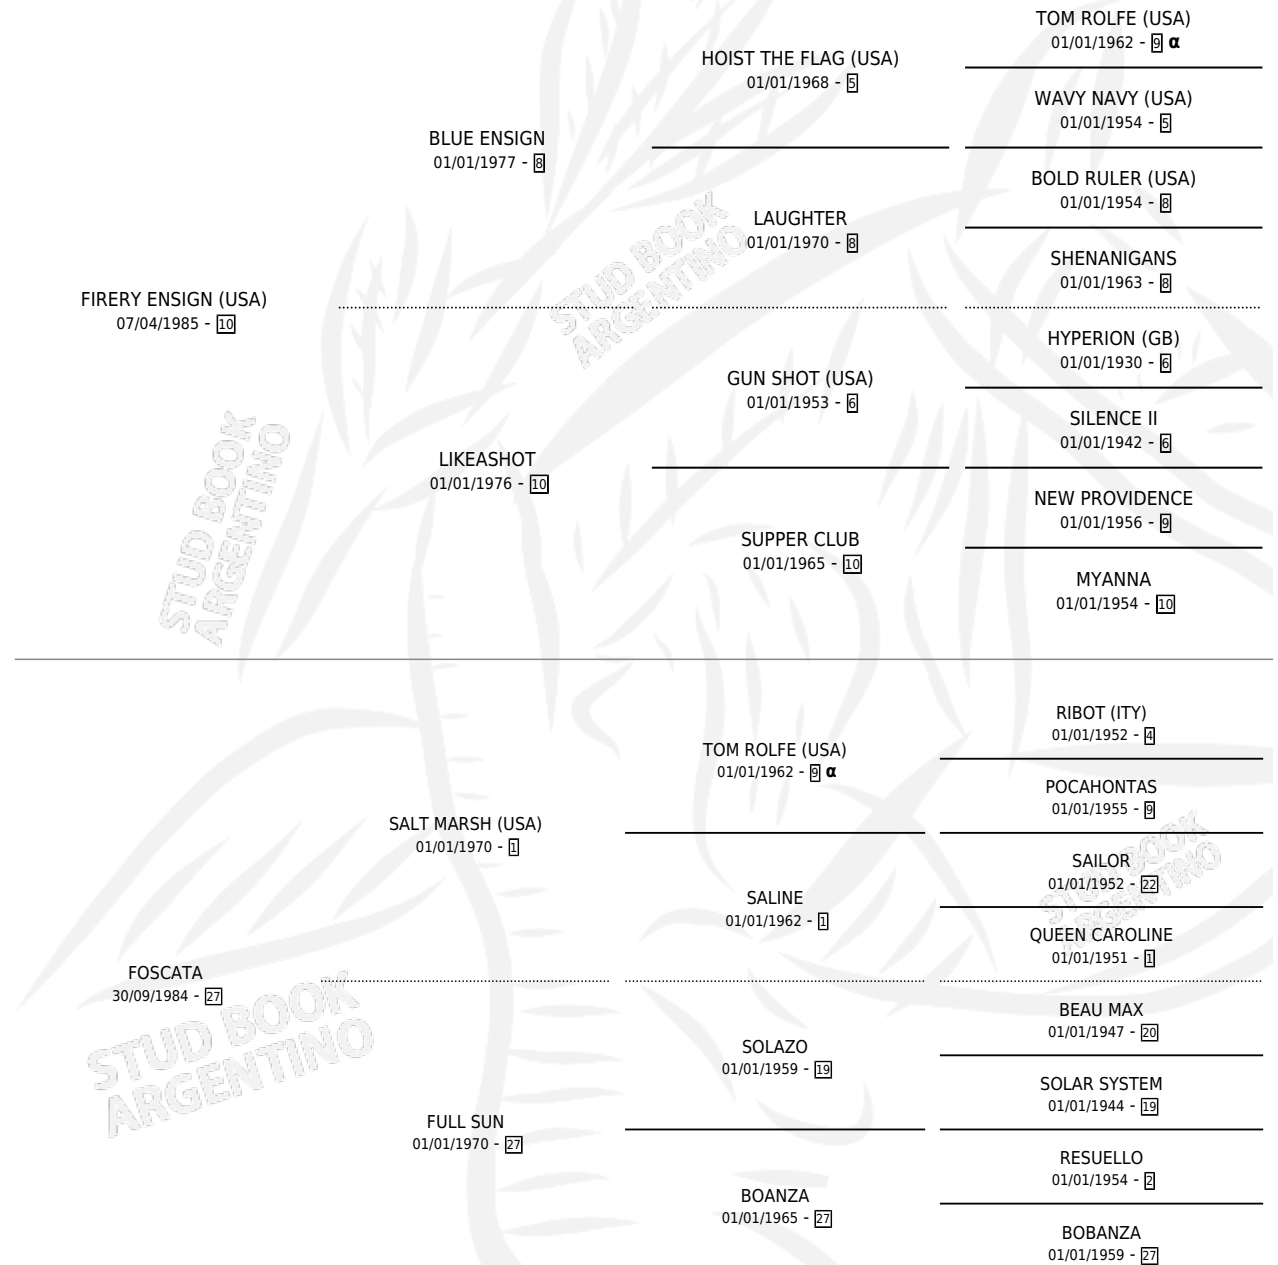 TOM ROLFE (USA)
01/01/1962 - 9 α
HOIST THE FLAG (USA)
01/01/1968 - 5
WAVY NAVY (USA)
01/01/1954 - 5
BLUE ENSIGN
01/01/1977 - 8
BOLD RULER (USA)
01/01/1954 - 8
LAUGHTER
01/01/1970 - 8
SHENANIGANS
01/01/1963 - 8
FIRERY ENSIGN (USA)
07/04/1985 - 10
HYPERION (GB)
01/01/1930 - 6
GUN SHOT (USA)
01/01/1953 - 6
SILENCE II
01/01/1942 - 6
LIKEASHOT
01/01/1976 - 10
NEW PROVIDENCE
01/01/1956 - 9
SUPPER CLUB
01/01/1965 - 10
MYANNA
01/01/1954 - 10
RIBOT (ITY)
01/01/1952 - 4
TOM ROLFE (USA)
01/01/1962 - 9 α
POCAHONTAS
01/01/1955 - 9
SALT MARSH (USA)
01/01/1970 - 1
SAILOR
01/01/1952 - 22
SALINE
01/01/1962 - 1
QUEEN CAROLINE
01/01/1951 - 1
FOSCATA
30/09/1984 - 27
BEAU MAX
01/01/1947 - 20
SOLAZO
01/01/1959 - 19
SOLAR SYSTEM
01/01/1944 - 19
FULL SUN
01/01/1970 - 27
RESUELLO
01/01/1954 - 2
BOANZA
01/01/1965 - 27
BOBANZA
01/01/1959 - 27
STUD BOOK
ARGENTINO
STUD BOOK
ARGENTINO
STUD BOOK
ARGENTINO
STUD BOOK
ARGENTINO